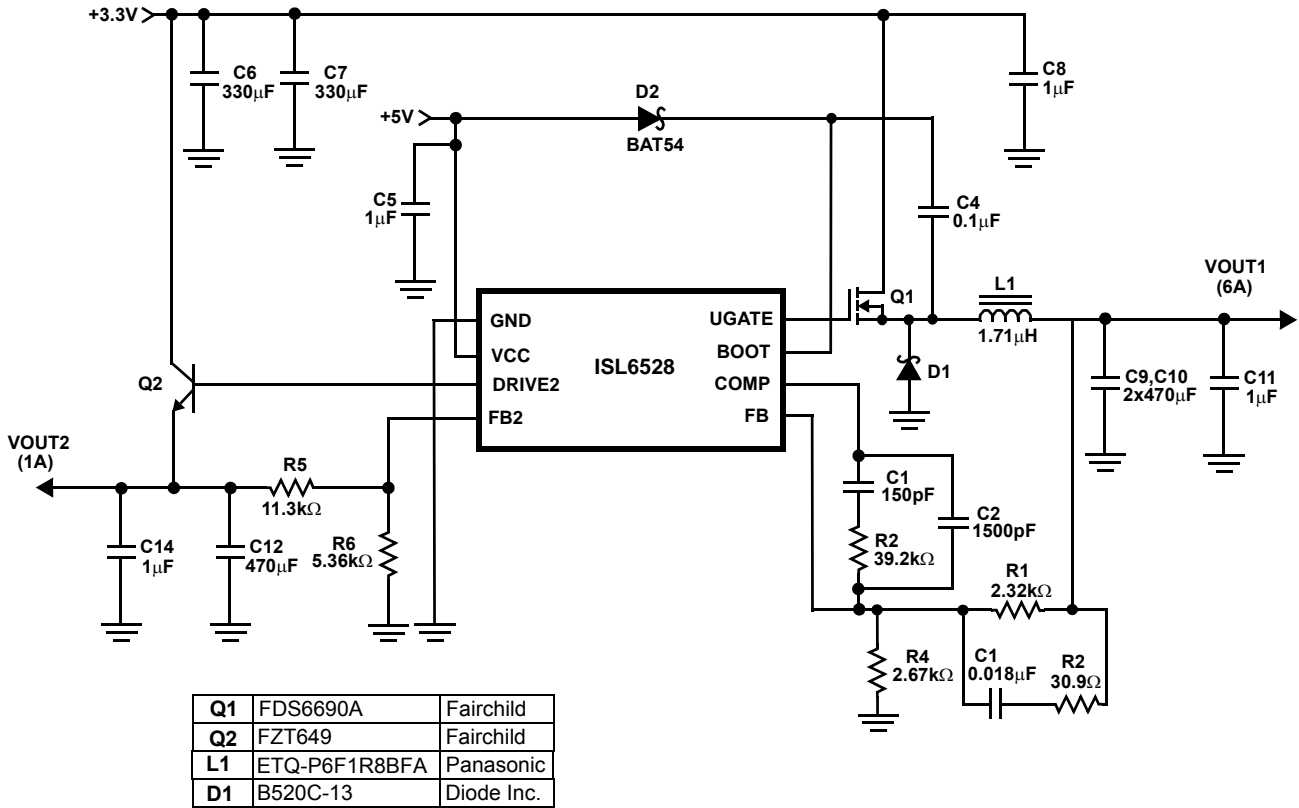 +3.3V
C6
330μF
C7
330μF
C8
1μF
D2
BAT54
+5V
C5
1μF
C4
0.1μF
VOUT1
(6A)
L1
1.71μH
Q1
GND
UGATE
VCC
BOOT
ISL6528
DRIVE2
COMP
FB2
FB
Q2
D1
C9,C10
2x470μF
C11
1μF
VOUT2
(1A)
R5
11.3kΩ
C1
150pF
C2
1500pF
R2
39.2kΩ
C14
1μF
C12
470μF
R6
5.36kΩ
R1
2.32kΩ
R4
2.67kΩ
C1
0.018μF
R2
30.9Ω
Q1 FDS6690A Fairchild
Q2 FZT649 Fairchild
L1 ETQ-P6F1R8BFA Panasonic
D1 B520C-13 Diode Inc.